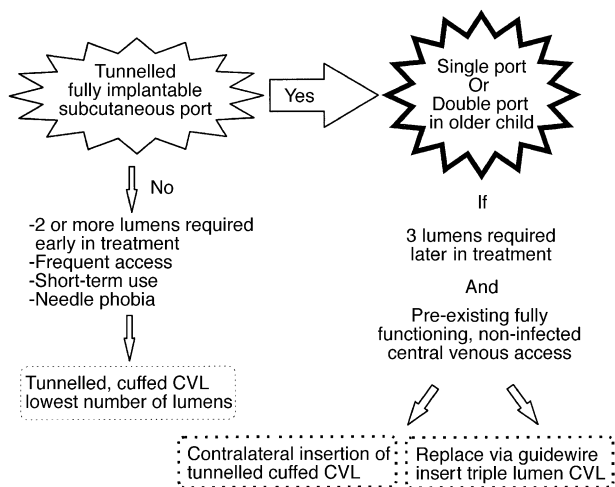 Tunnelled
fully implantable
subcutaneous port
Yes
Single port
Or
Double port
in older child
No
-2 or more lumens required
early in treatment
-Frequent access
-Short-term use
-Needle phobia
Tunnelled, cuffed CVL
lowest number of lumens
If
3 lumens required
later in treatment
And
Pre-existing fully
functioning, non-infected
central venous access
Contralateral insertion of
tunnelled cuffed CVL
Replace via guidewire
insert triple lumen CVL